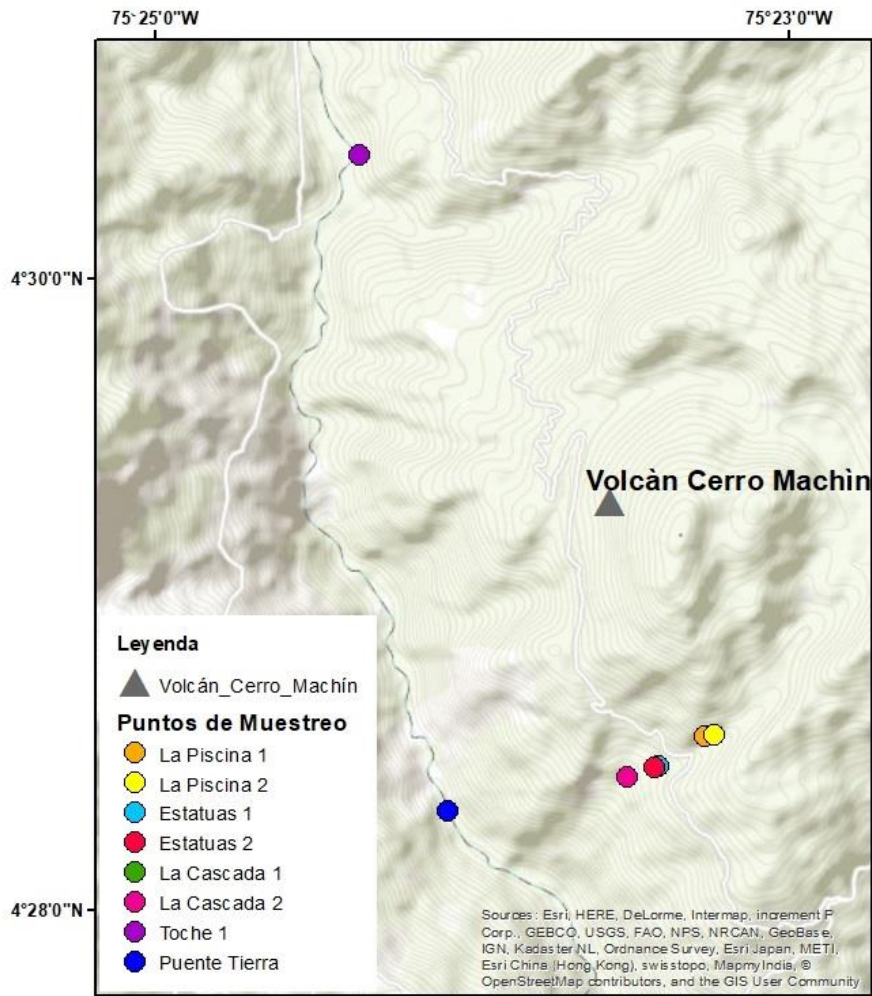 75°25'0"W 75°23'0"W
4°30'0"N
Volcàn Cerro Machìn
Leyenda
Volcán_Cerro_Machín
Puntos de Muestreo
La Piscina 1
La Piscina 2
Estatuas 1
Estatuas 2
La Cascada 1
La Cascada 2
Toche 1
Puente Tierra
4°28'0"N
Sources: Esri, HERE, DeLorme, Intermap, increment P
Corp., GEBCO, USGS, FAO, NPS, NRCAN, GeoBase,
IGN, Kadaster NL, Ordnance Survey, Esri Japan, METI,
Esri China (Hong Kong), swisstopo, MapmyIndia, ©
OpenStreetMap contributors, and the GIS User Community